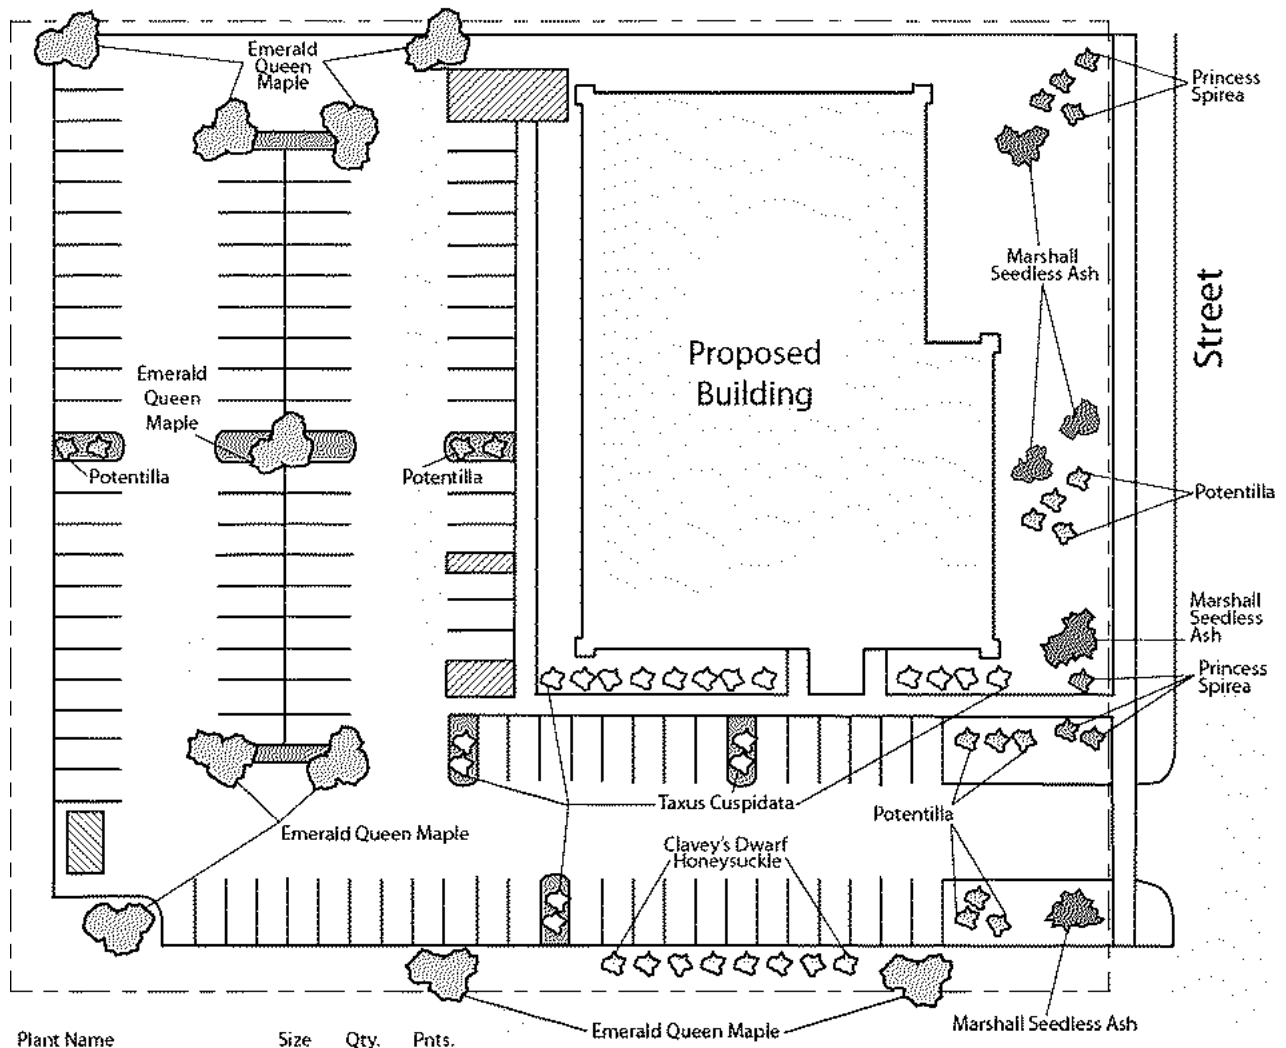 Emerald
Queen
Maple
Princess
Spirea
Marshall
Seedless Ash
Street
Proposed
Building
Emerald
Queen
Maple
Potentilla
Potentilla
Potentilla
Marshall
Seedless
Ash
Princess
Spirea
Taxus Cuspidata
Potentilla
Emerald Queen Maple
Clavey's Dwarf
Honeysuckle
Emerald Queen Maple
Marshall Seedless Ash
Plant Name Size Qty. Pnts.